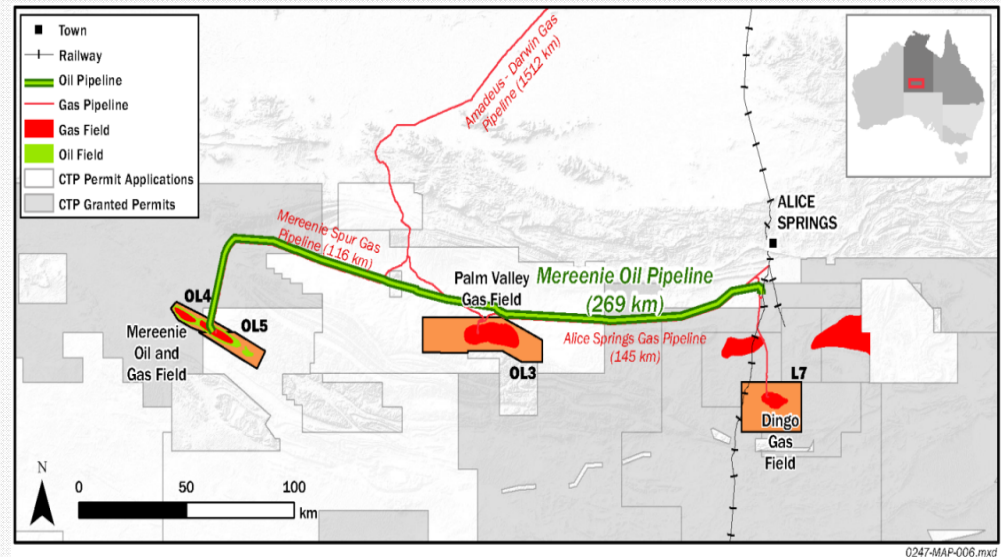 Town
Railway
Oil Pipeline
Gas Pipeline
Gas Field
Oil Field
CTP Permit Applications
CTP Granted Permits
Amadeus - Darwin Gas
Pipeline (1512 km)
ALICE
SPRINGS
Mereenie Spur Gas
Pipeline (116 km)
Palm Valley
Gas Field
Mereenie Oil Pipeline
(269 km)
OL4
OL5
Mereenie
Oil and
Gas Field
Alice Springs Gas Pipeline
(145 km)
OL3
L7
Dingo
Gas
Field
N
0 50 100
km
0247-MAP-006.mxd